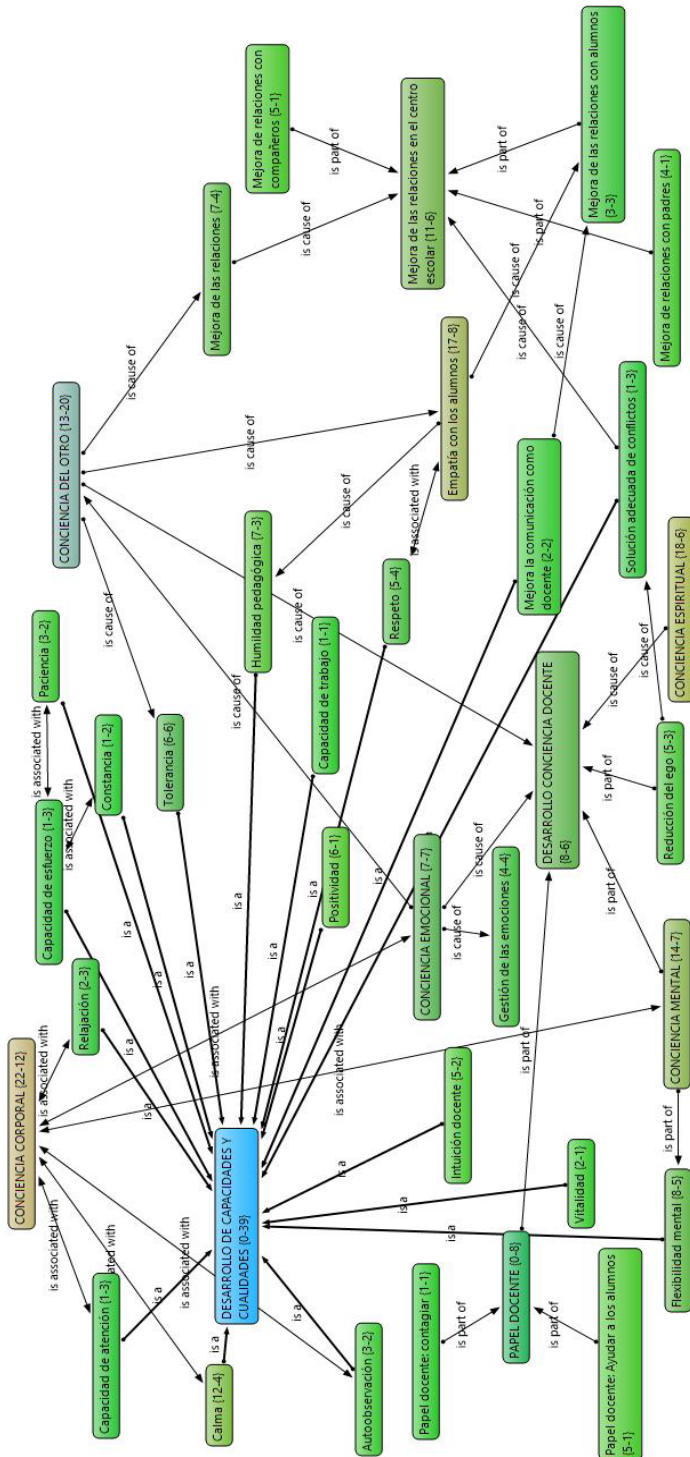 CONCIENCIA CORPORAL {22-12}
Capacidad de esfuerzo {1-3}
is associated with
Paciencia {3-2}
CONCIENCIA DEL OTRO {13-20}
Relajación {2-3}
is associated with
is associated with
Constancia {1-2}
Capacidad de atención {1-3}
is associated with
is a
is a
is cause of
is cause of
Tolerancia {6-6}
Mejora de las relaciones {7-4}
Mejora de relaciones con
compañeros {5-1}
Calma {12-4}
is a
is a
is a
is associated with
DESARROLLO DE CAPACIDADES Y
CUALIDADES {0-39}
is associated with
is a
is a
Humildad pedagógica {7-3}
is cause of
is cause of
is part of
Capacidad de trabajo {1-1}
is cause of
is cause of
is cause of
Autoobservación {3-2}
is a
is a
is a
Positividad {6-1}
Respeto {5-4}
is associated with
Empatía con los alumnos {17-8}
Mejora de las relaciones en el centro
escolar {11-6}
Papel docente: contagiar {1-1}
is a
is associated with
is a
CONCIENCIA EMOCIONAL {7-7}
Intuición docente {5-2}
is cause of
is cause of
Gestión de las emociones {4-4}
Mejora la comunicación como
docente {2-2}
is cause of
is cause of
is part of
is part of
is cause of
is part of
PAPEL DOCENTE {0-8}
is part of
is part of
DESARROLLO CONCIENCIA DOCENTE
{8-6}
Vitalidad {2-1}
is a
is a
Mejora de las relaciones con alumnos
{3-3}
Papel docente: Ayudar a los alumnos
{5-1}
is part of
is part of
is cause of
is cause of
Solución adecuada de conflictos {1-3}
Flexibilidad mental {8-5}
is part of
CONCIENCIA MENTAL {14-7}
Reducción del ego {5-3}
CONCIENCIA ESPIRITUAL {18-6}
Mejora de relaciones con padres {4-1}